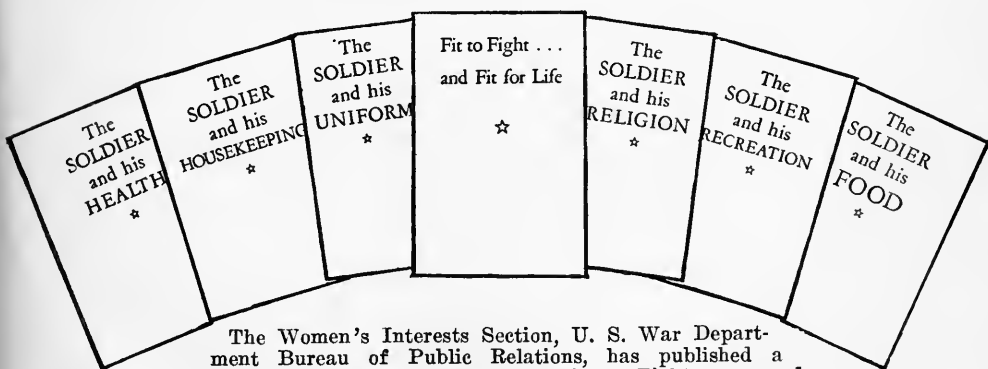 The
SOLDIER
and his
HEALTH
The
SOLDIER
and his
HOUSEKEEPING
The
SOLDIER
and his
UNIFORM
Fit to Fight . . .
and Fit for Life
The
SOLDIER
and his
RELIGION
The
SOLDIER
and his
RECREATION
The
SOLDIER
and his
FOOD
The Women's Interests Section, U. S. War Depart-
ment Bureau of Public Relations, has published a